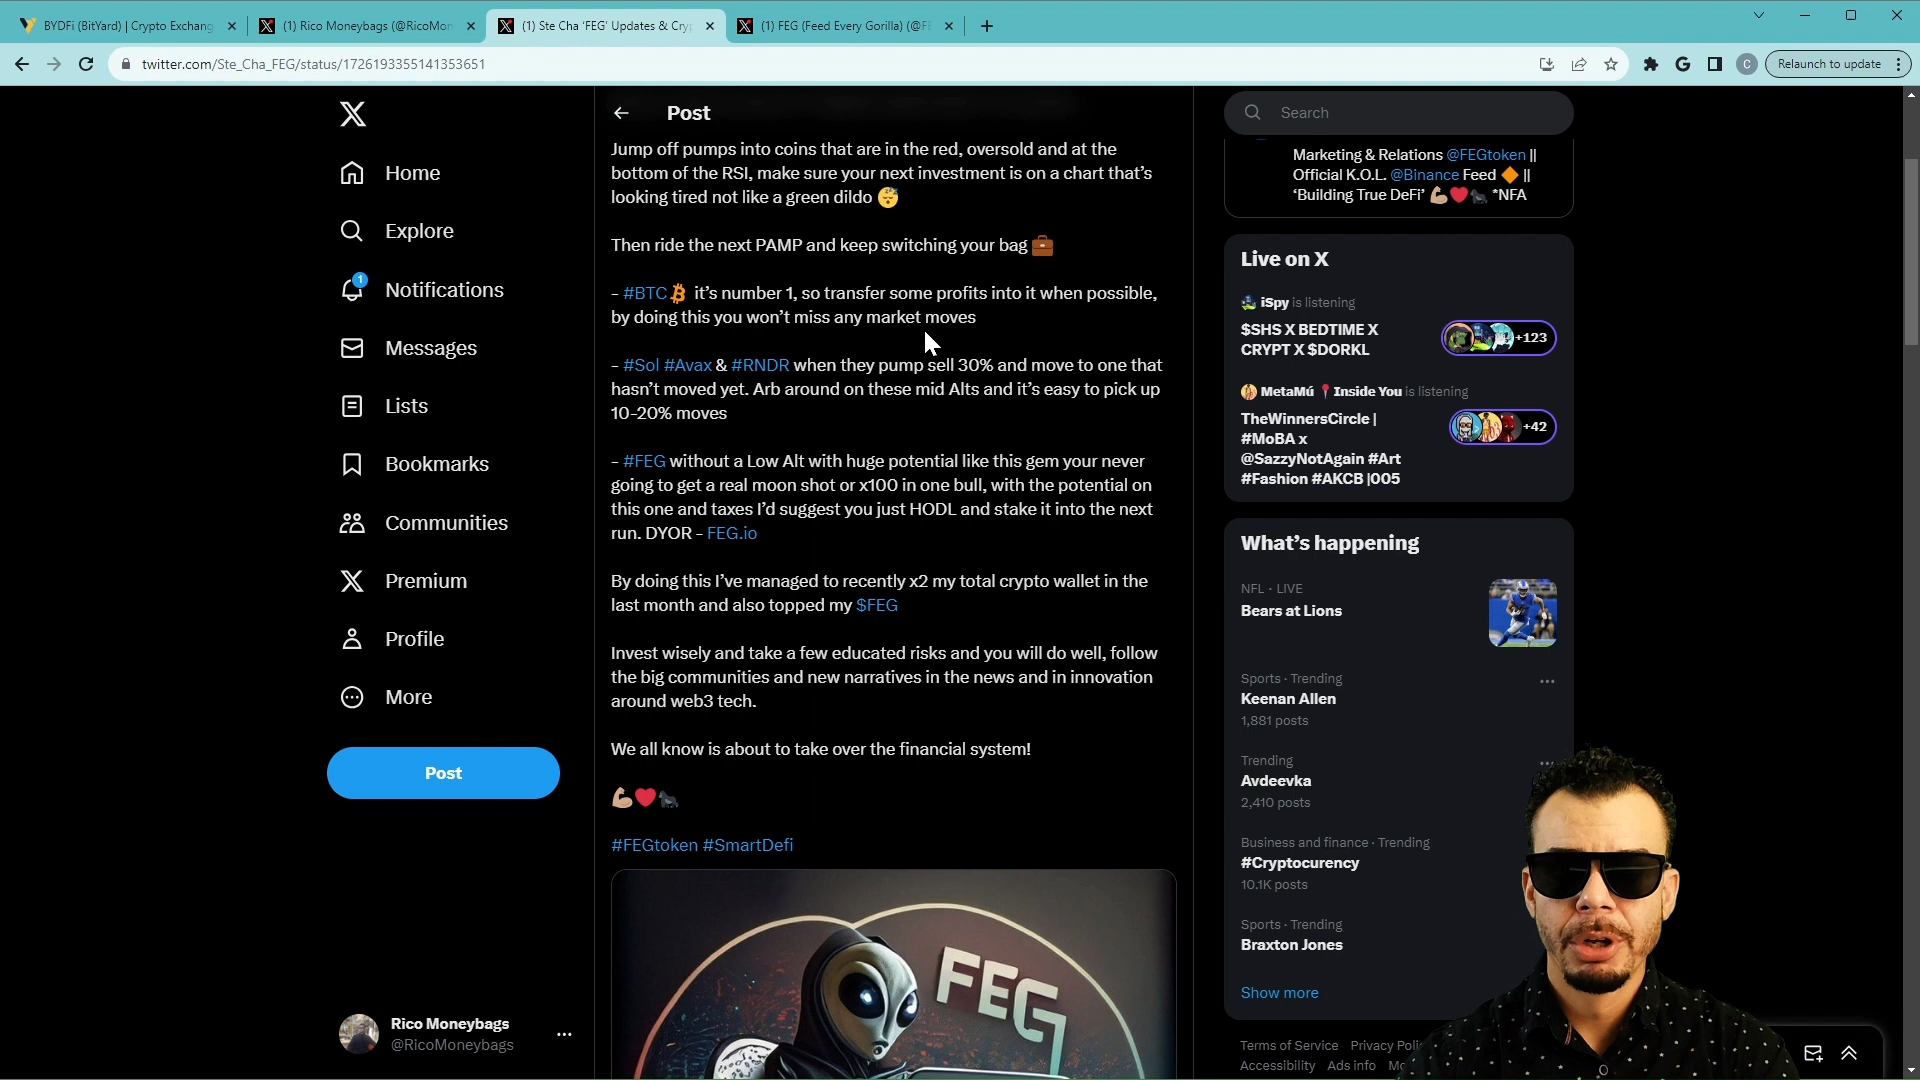 BYDFi (BitYard) | Crypto Exchang
(1) Rico Moneybags (@RicoMon
(1) Ste Cha 'FEG' Updates & Cry
(1) FEG (Feed Every Gorilla) (@FE
twitter.com/Ste_Cha_FEG/status/1726193355141353651
C
Relaunch to update
Home
Explore
1
Notifications
Messages
Lists
Bookmarks
Communities
Premium
Profile
More
Post
Rico Moneybags
@RicoMoneybags
Post
Jump off pumps into coins that are in the red, oversold and at the
bottom of the RSI, make sure your next investment is on a chart that's
looking tired not like a green dildo 😴
Then ride the next PAMP and keep switching your bag 💼
- #BTC it's number 1, so transfer some profits into it when possible,
by doing this you won't miss any market moves
- #Sol #Avax & #RNDR when they pump sell 30% and move to one that
hasn't moved yet. Arb around on these mid Alts and it's easy to pick up
10-20% moves
- #FEG without a Low Alt with huge potential like this gem your never
going to get a real moon shot or x100 in one bull, with the potential on
this one and taxes I'd suggest you just HODL and stake it into the next
run. DYOR - FEG.io
By doing this I've managed to recently x2 my total crypto wallet in the
last month and also topped my $FEG
Invest wisely and take a few educated risks and you will do well, follow
the big communities and new narratives in the news and in innovation
around web3 tech.
We all know is about to take over the financial system!
💪🏼❤️🦍
#FEGtoken #SmartDefi
FEG
Search
Marketing & Relations @FEGtoken ||
Official K.O.L. @Binance Feed 🔶 ||
'Building True DeFi' 💪🏼❤️🦍 *NFA
Live on X
iSpy is listening
$SHS X BEDTIME X
CRYPT X $DORKL
+123
MetaMú 📍Inside You is listening
TheWinnersCircle |
#MoBA x
@SazzyNotAgain #Art
#Fashion #AKCB |005
+42
What's happening
NFL · LIVE
Bears at Lions
Sports · Trending
Keenan Allen
1,881 posts
Trending
Avdeevka
2,410 posts
Business and finance · Trending
#Cryptocurency
10.1K posts
Sports · Trending
Braxton Jones
Show more
Terms of Service Privacy
Accessibility Ads info